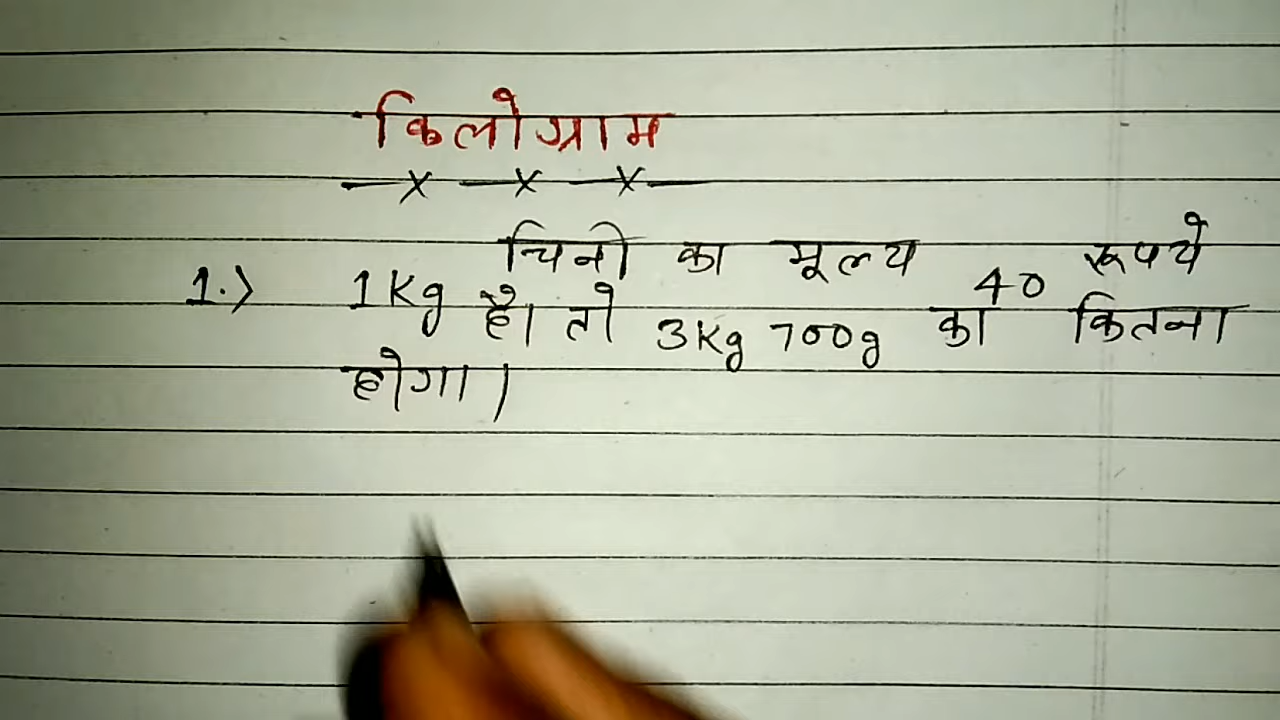 किलोग्राम
1.) 1Kg चिनी का मूल्य 40 रूपये
है। तो 3Kg 700g का कितना
होगा।